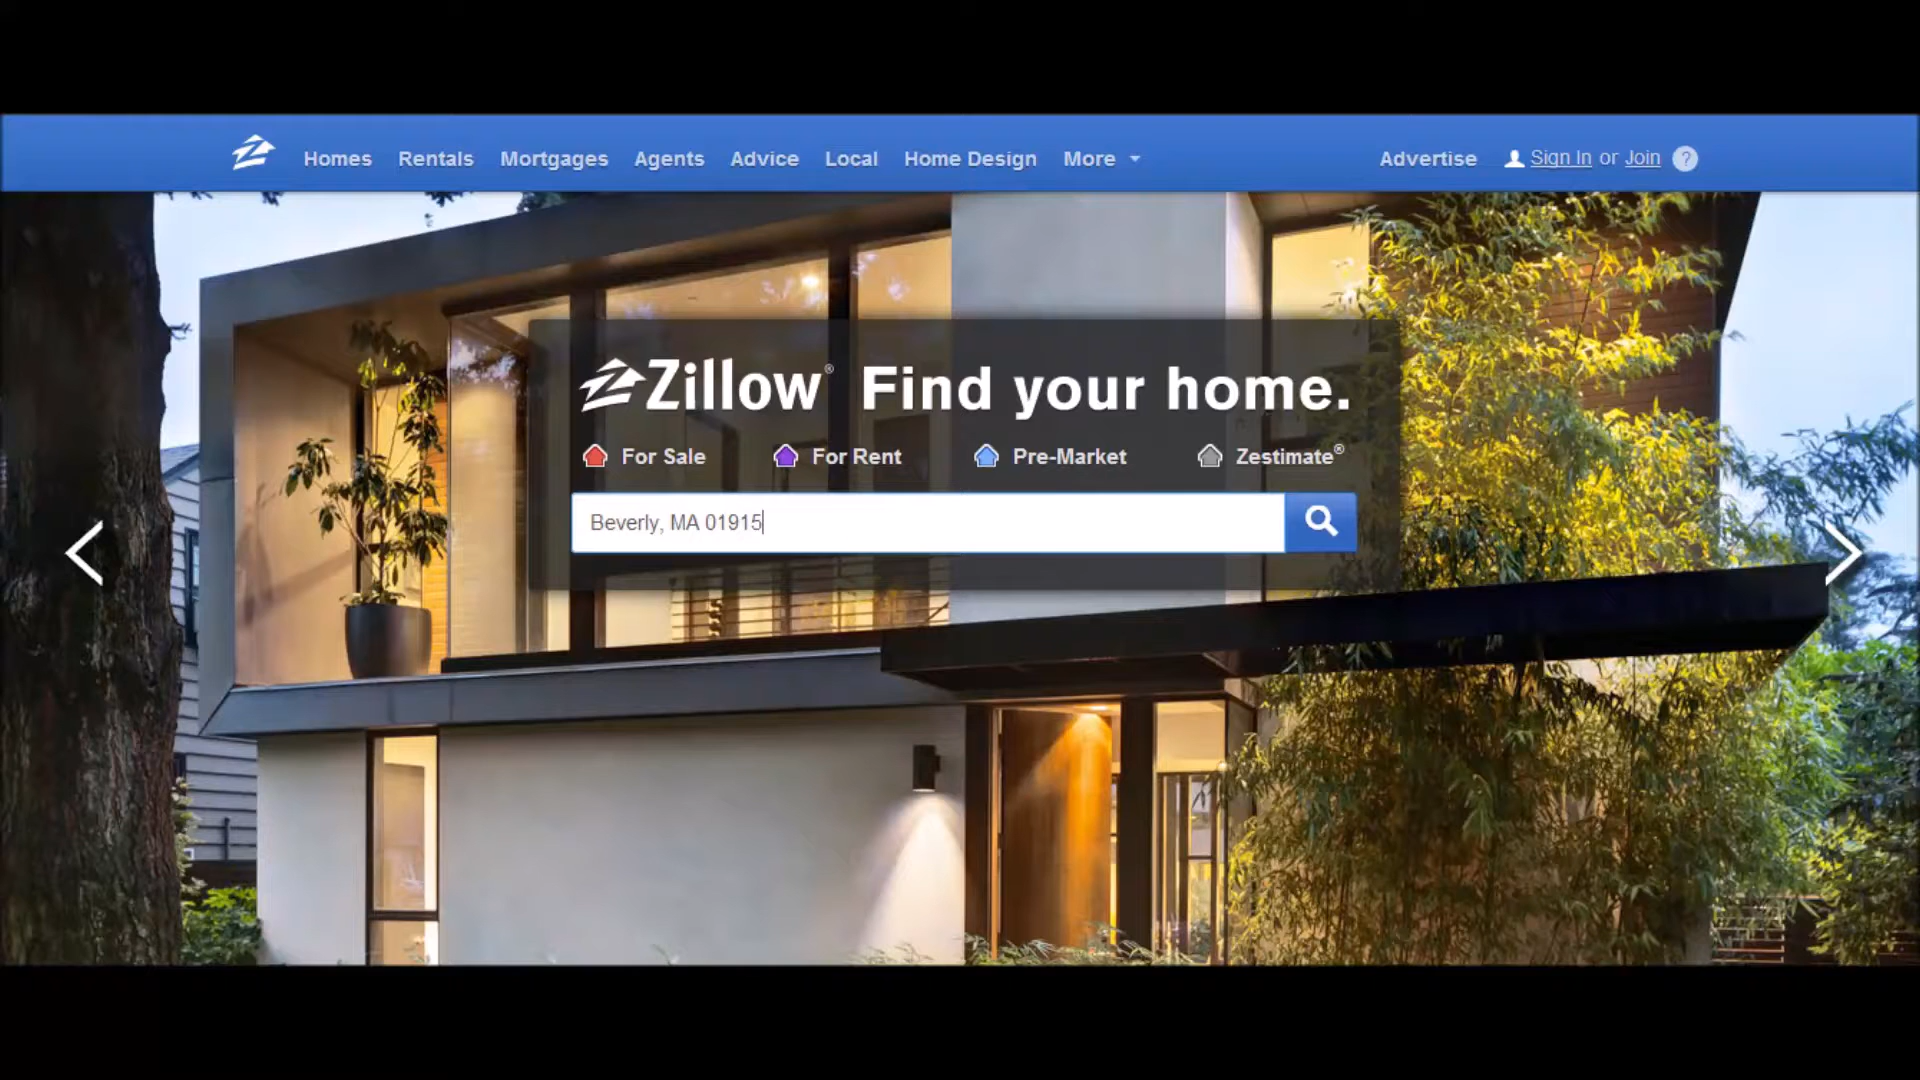 Homes Rentals Mortgages Agents Advice Local Home Design More Advertise Sign In or Join ?
Zillow® Find your home.
For Sale For Rent Pre-Market Zestimate®
Beverly, MA 01915